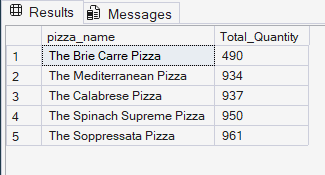 Results Messages
pizza_name Total_Quantity
1 The Brie Carre Pizza 490
2 The Mediterranean Pizza 934
3 The Calabrese Pizza 937
4 The Spinach Supreme Pizza 950
5 The Soppressata Pizza 961